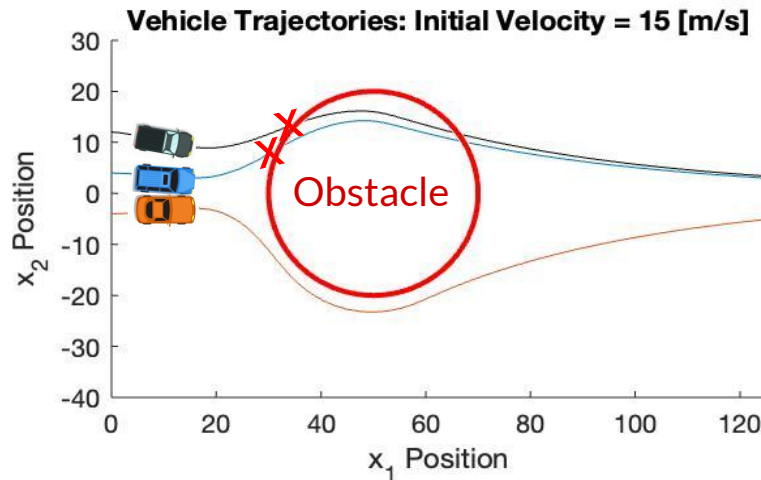 Vehicle Trajectories: Initial Velocity = 15 [m/s]
30
20
10
0
-10
-20
-30
-40
x₂ Position
X
X
Obstacle
0
20
40
60
80
100
120
x₁ Position